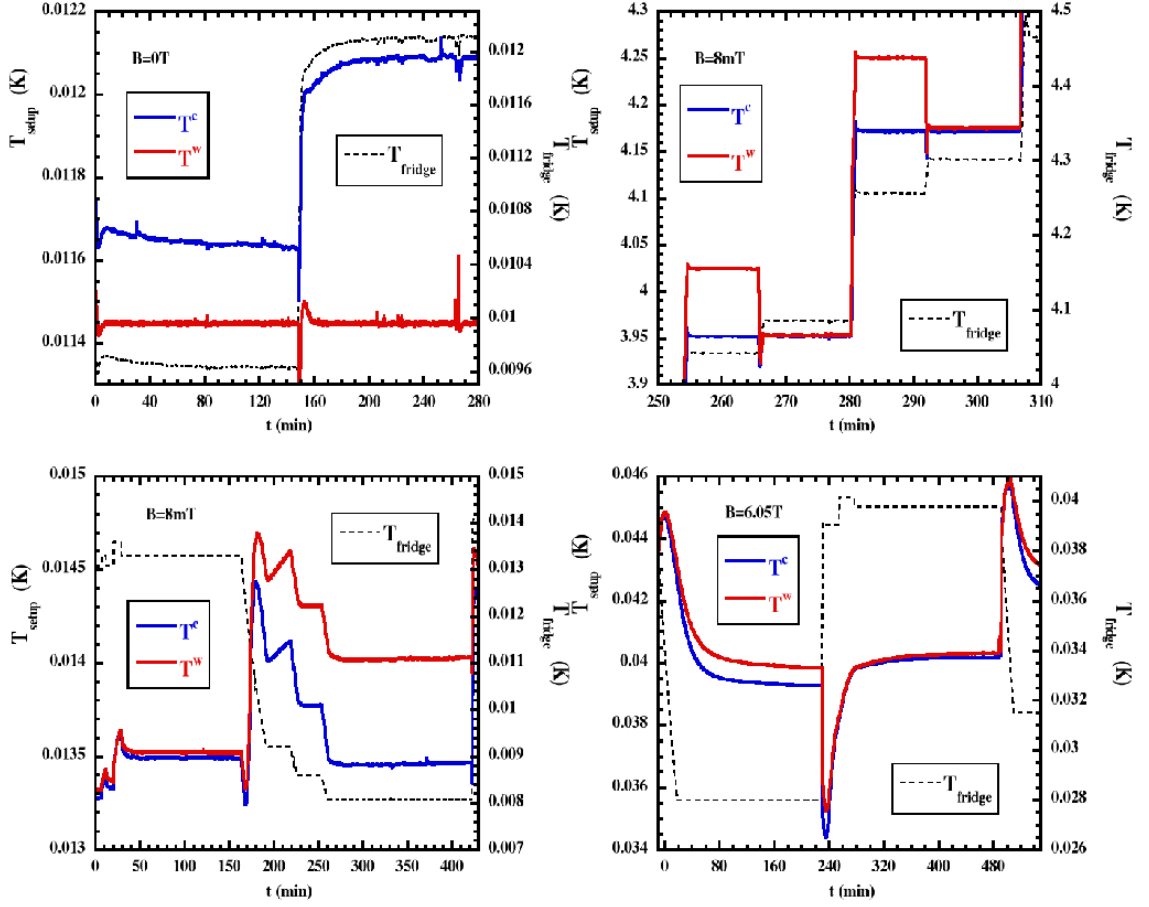 0.0122
0.012
0.0118
0.0116
0.0114
T_setup (K)
B=0T
T^c
T^w
T_fridge
0.012
0.0116
0.0112
0.0108
0.0104
0.01
0.0096
T_fridge (K)
0 40 80 120 160 200 240 280
t (min)
4.3
4.25
4.2
4.15
4.1
4.05
4
3.95
3.9
T_setup (K)
B=8mT
T^c
T^w
T_fridge
4.5
4.4
4.3
4.2
4.1
4
T_fridge (K)
250 260 270 280 290 300 310
t (min)
0.015
0.0145
0.014
0.0135
0.013
T_setup (K)
B=8mT
T_fridge
T^c
T^w
0.015
0.014
0.013
0.012
0.011
0.01
0.009
0.008
0.007
T_fridge (K)
0 50 100 150 200 250 300 350 400
t (min)
0.046
0.044
0.042
0.04
0.038
0.036
0.034
T_setup (K)
B=6.05T
T^c
T^w
T_fridge
0.04
0.038
0.036
0.034
0.032
0.03
0.028
0.026
T_fridge (K)
0 80 160 240 320 400 480
t (min)